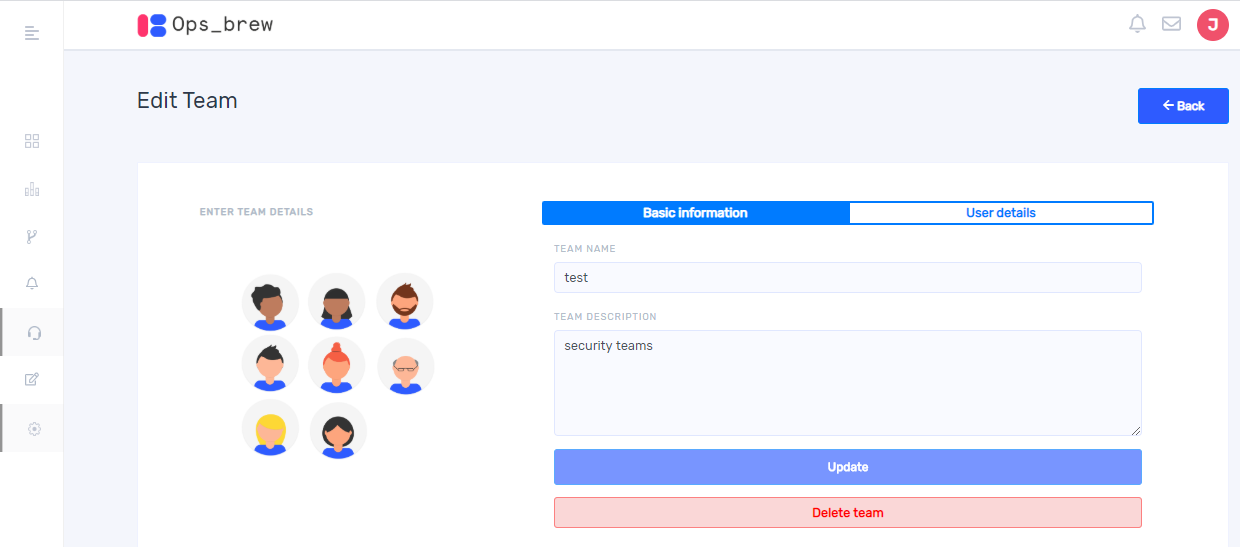 Ops_brew
J
Edit Team
Back
ENTER TEAM DETAILS
Basic information
User details
TEAM NAME
test
TEAM DESCRIPTION
security teams
Update
Delete team